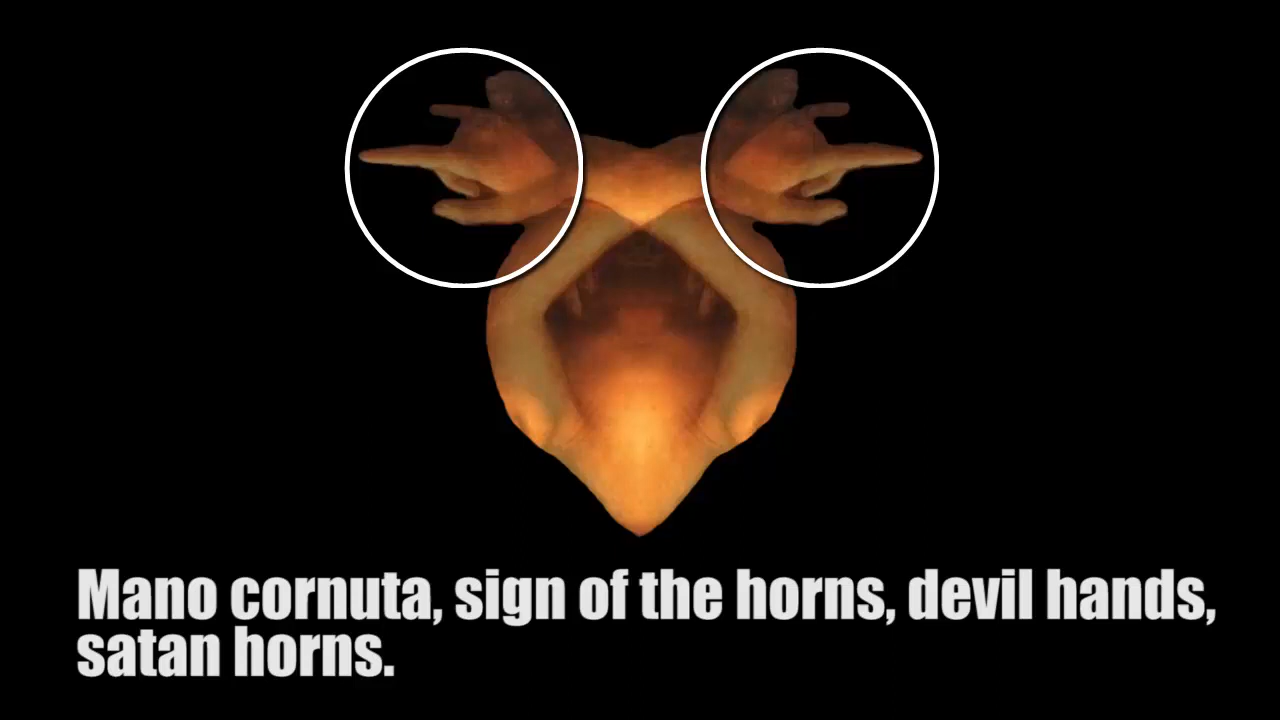 Mano cornuta, sign of the horns, devil hands,
satan horns.